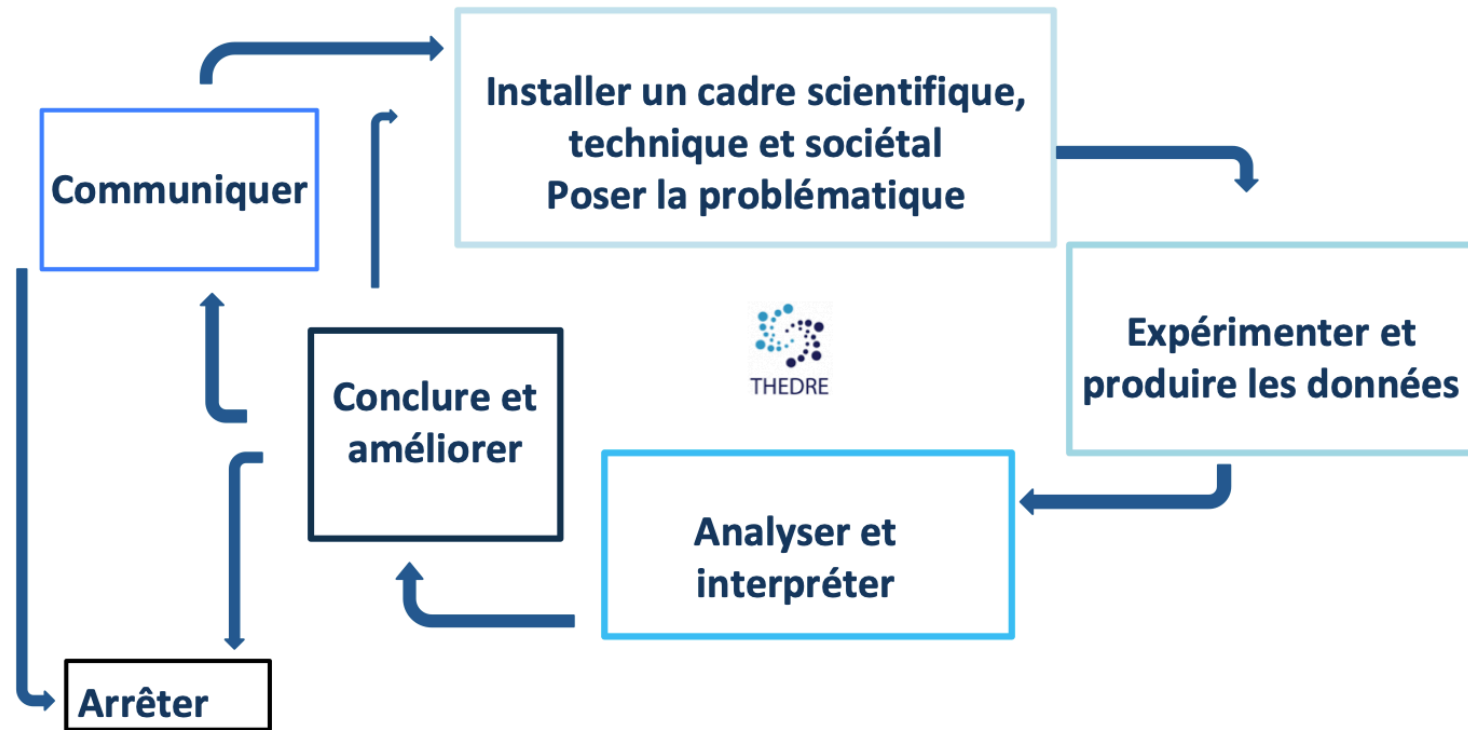 Installer un cadre scientifique,
technique et sociétal
Poser la problématique
Communiquer
Expérimenter et
produire les données
THEDRE
Conclure et
améliorer
Analyser et
interpréter
Arrêter